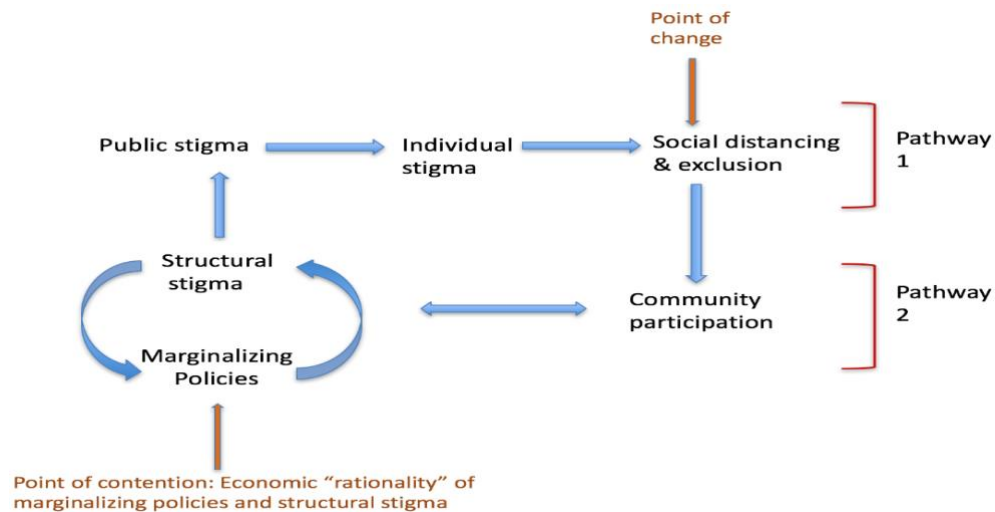 Point of
change
Public stigma
Individual
stigma
Social distancing
& exclusion
Pathway
1
Structural
stigma
Community
participation
Pathway
2
Marginalizing
Policies
Point of contention: Economic “rationality” of
marginalizing policies and structural stigma